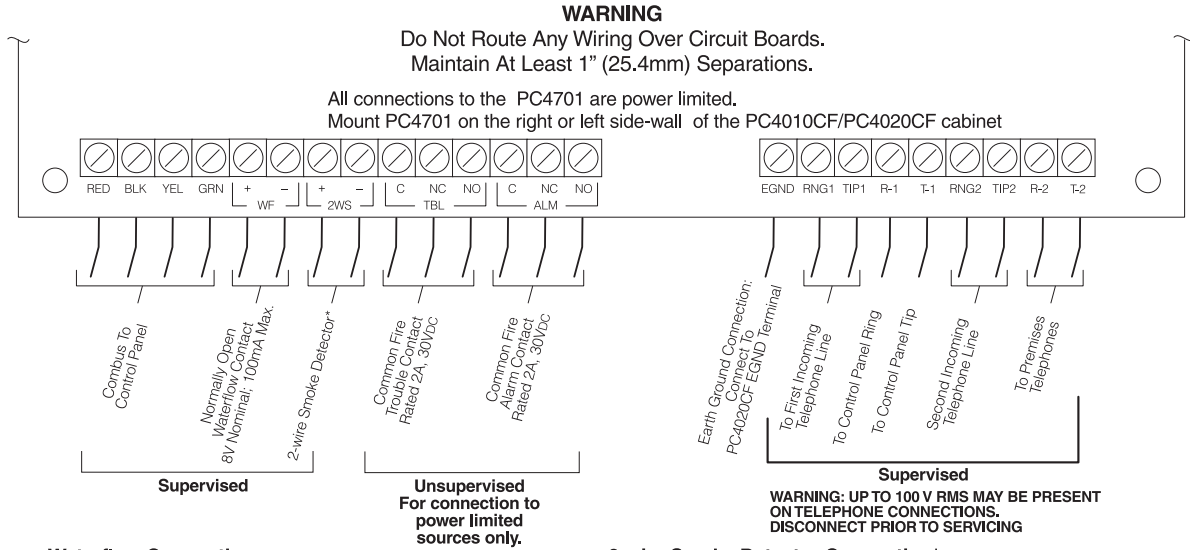 WARNING
Do Not Route Any Wiring Over Circuit Boards.
Maintain At Least 1” (25.4mm) Separations.
All connections to the PC4701 are power limited.
Mount PC4701 on the right or left side-wall of the PC4010CF/PC4020CF cabinet
RED BLK YEL GRN + – + – C NC NO C NC NO
WF 2WS TBL ALM
EGND RNG1 TIP1 R-1 T-1 RNG2 TIP2 R-2 T-2
Combus To
Control Panel
Normally Open
Waterflow Contact
8V Nominal; 100mA Max.
2-wire Smoke Detector*
Common Fire
Trouble Contact
Rated 2A, 30VDC
Common Fire
Alarm Contact
Rated 2A, 30VDC
Earth Ground Connection:
Connect To
PC4020CF EGND Terminal
To First Incoming
Telephone Line
To Control Panel Ring
To Control Panel Tip
Second Incoming
Telephone Line
To Premises
Telephones
Supervised
Unsupervised
For connection to
power limited
sources only.
Supervised
WARNING: UP TO 100 V RMS MAY BE PRESENT
ON TELEPHONE CONNECTIONS.
DISCONNECT PRIOR TO SERVICING